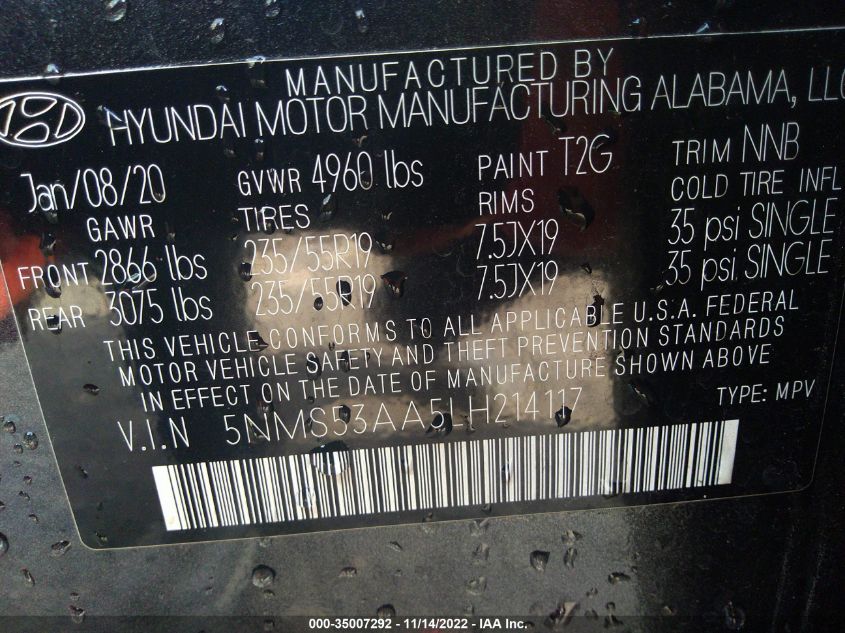 MANUFACTURED BY
HYUNDAI MOTOR MANUFACTURING ALABAMA, LLC
Jan/08/20 GVWR 4960 lbs PAINT T2G TRIM NNB
GAWR TIRES RIMS COLD TIRE INFL
FRONT 2866 lbs 235/55R19 7.5JX19 35 psi SINGLE
REAR 3075 lbs 235/55R19 7.5JX19 35 psi SINGLE
THIS VEHICLE CONFORMS TO ALL APPLICABLE U.S.A. FEDERAL
MOTOR VEHICLE SAFETY AND THEFT PREVENTION STANDARDS
IN EFFECT ON THE DATE OF MANUFACTURE SHOWN ABOVE
V.I.N 5NMS53AA5LH214117 TYPE: MPV
000-35007292 - 11/14/2022 - IAA Inc.